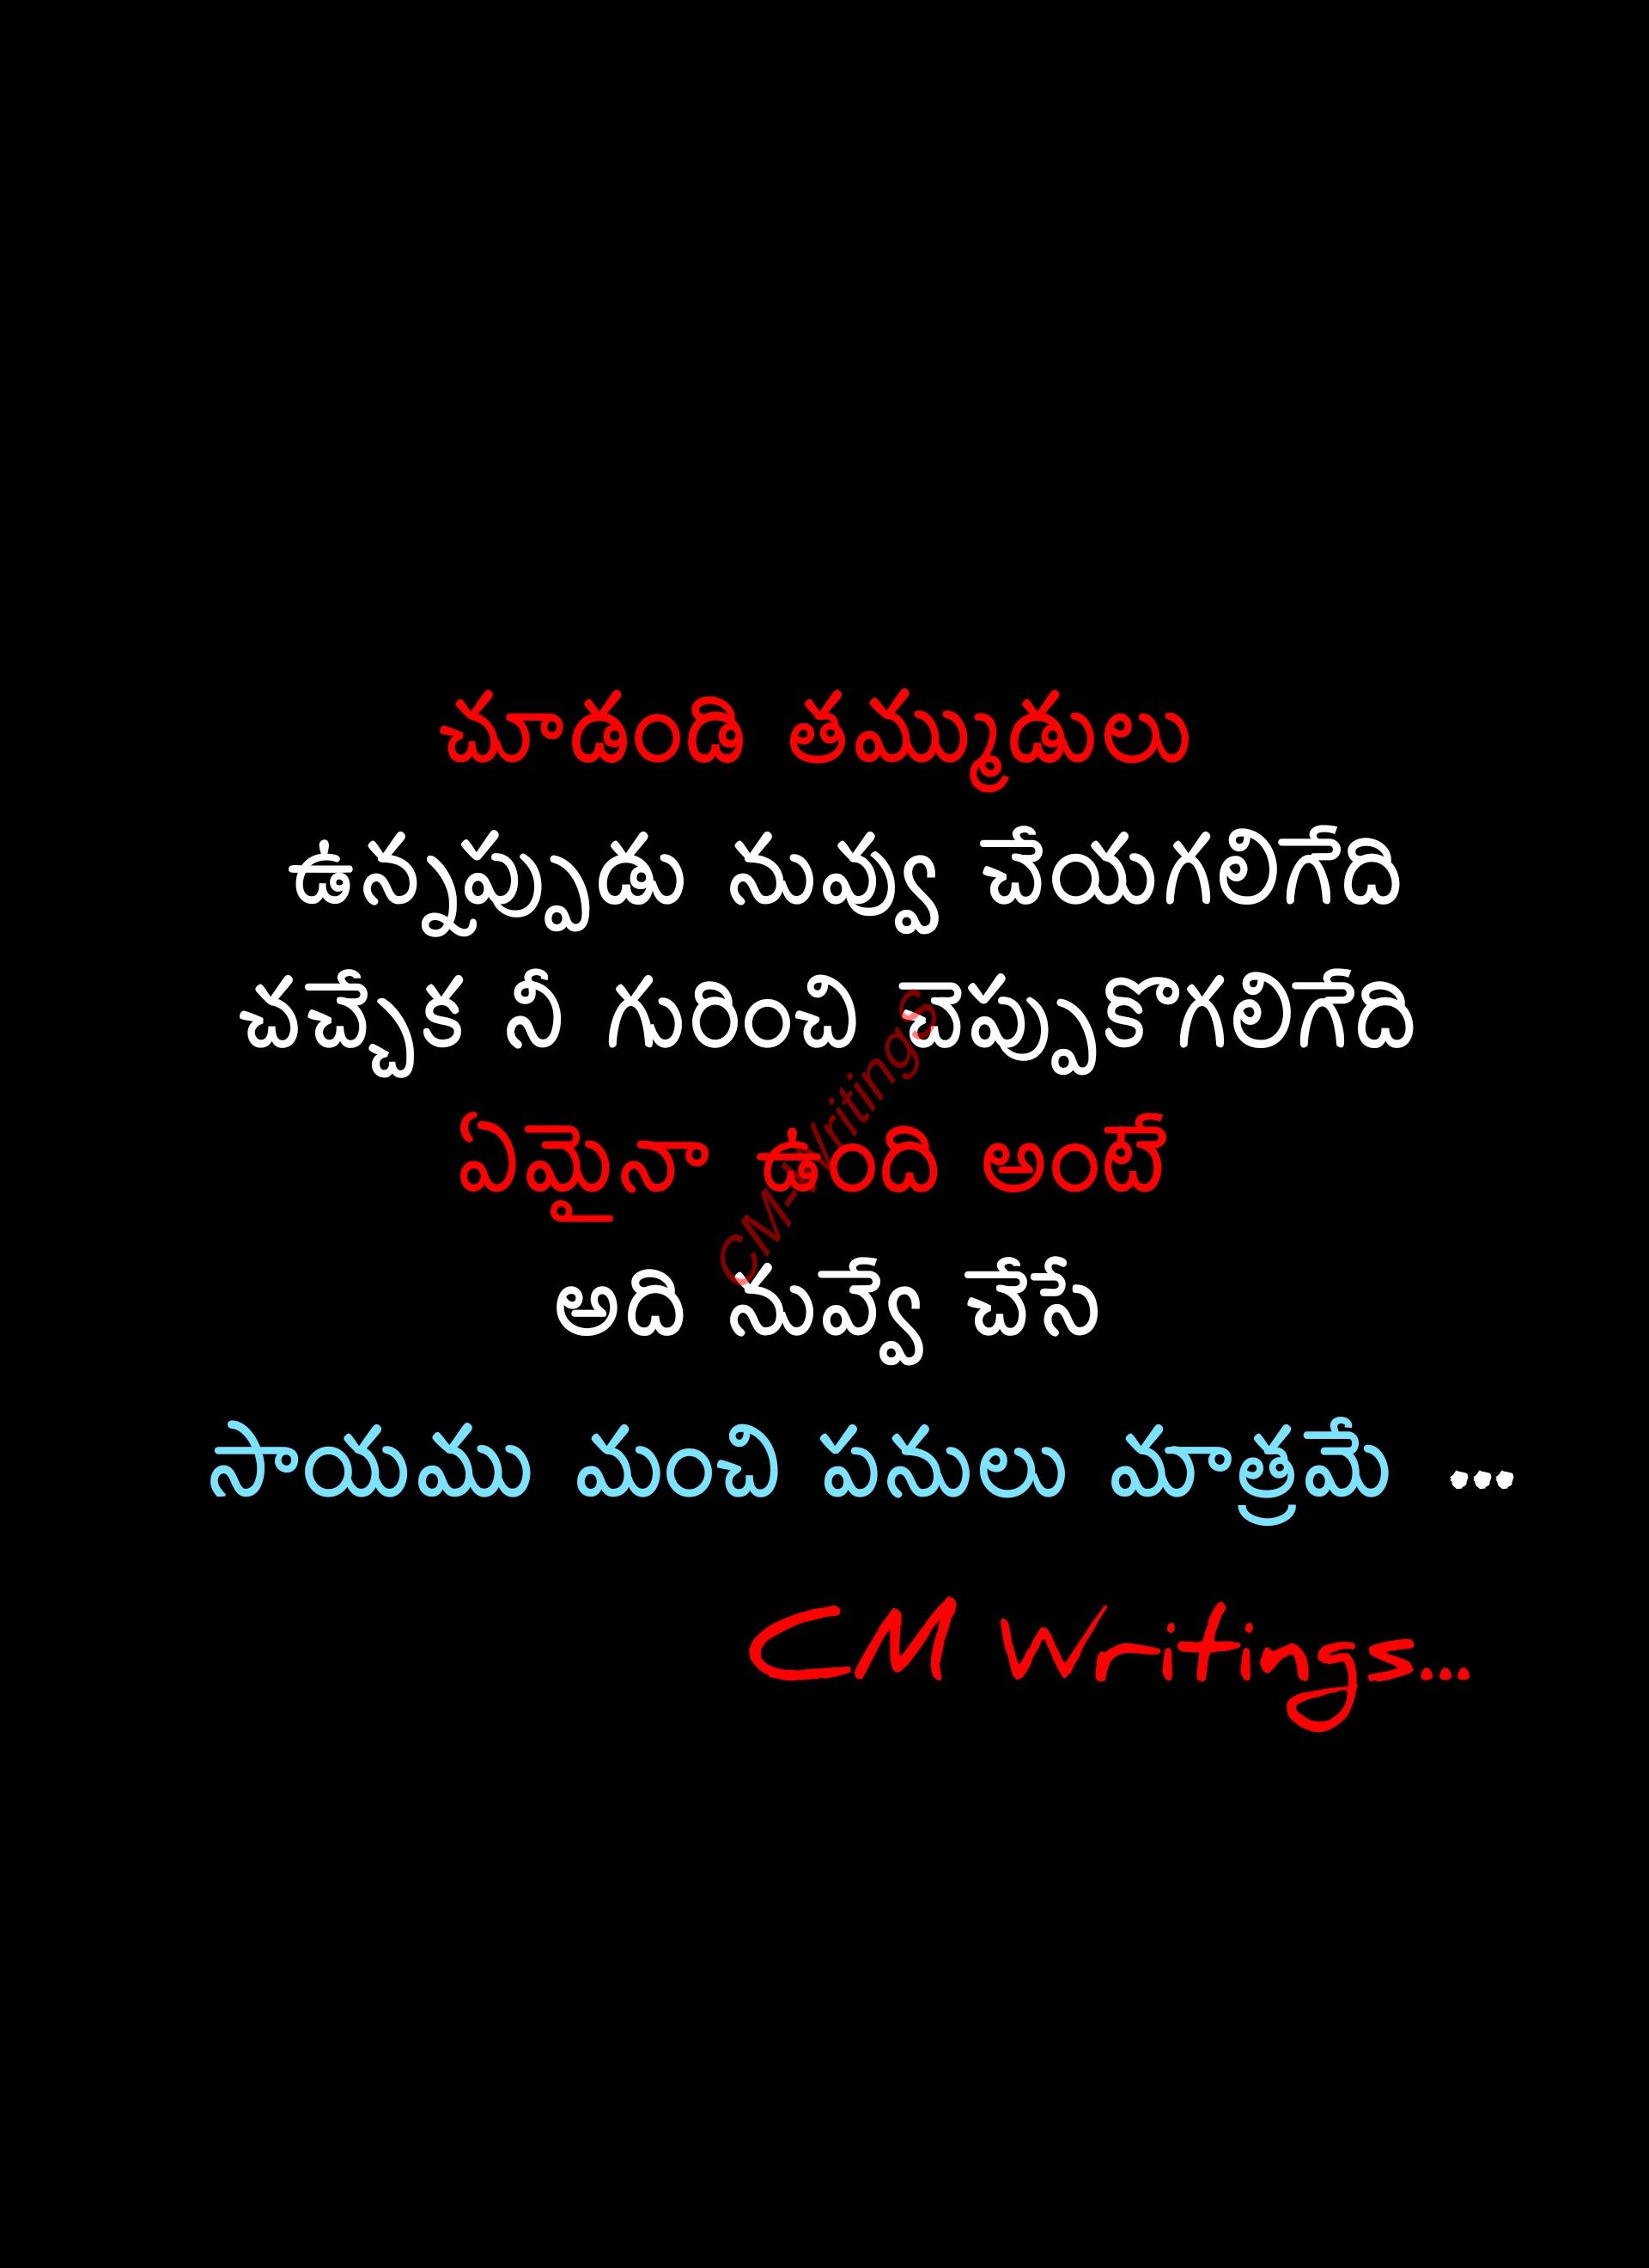 చూడండి తమ్ముడులు
ఉన్నప్పుడు నువ్వు చేయగలిగేది
చచ్చేక నీ గురించి చెప్పుకోగలిగేది
ఏమైనా ఉంది అంటే
అది నువ్వే చేసే
సాయము మంచి పనులు మాత్రమే ...
CM Writings...
CM-Writings